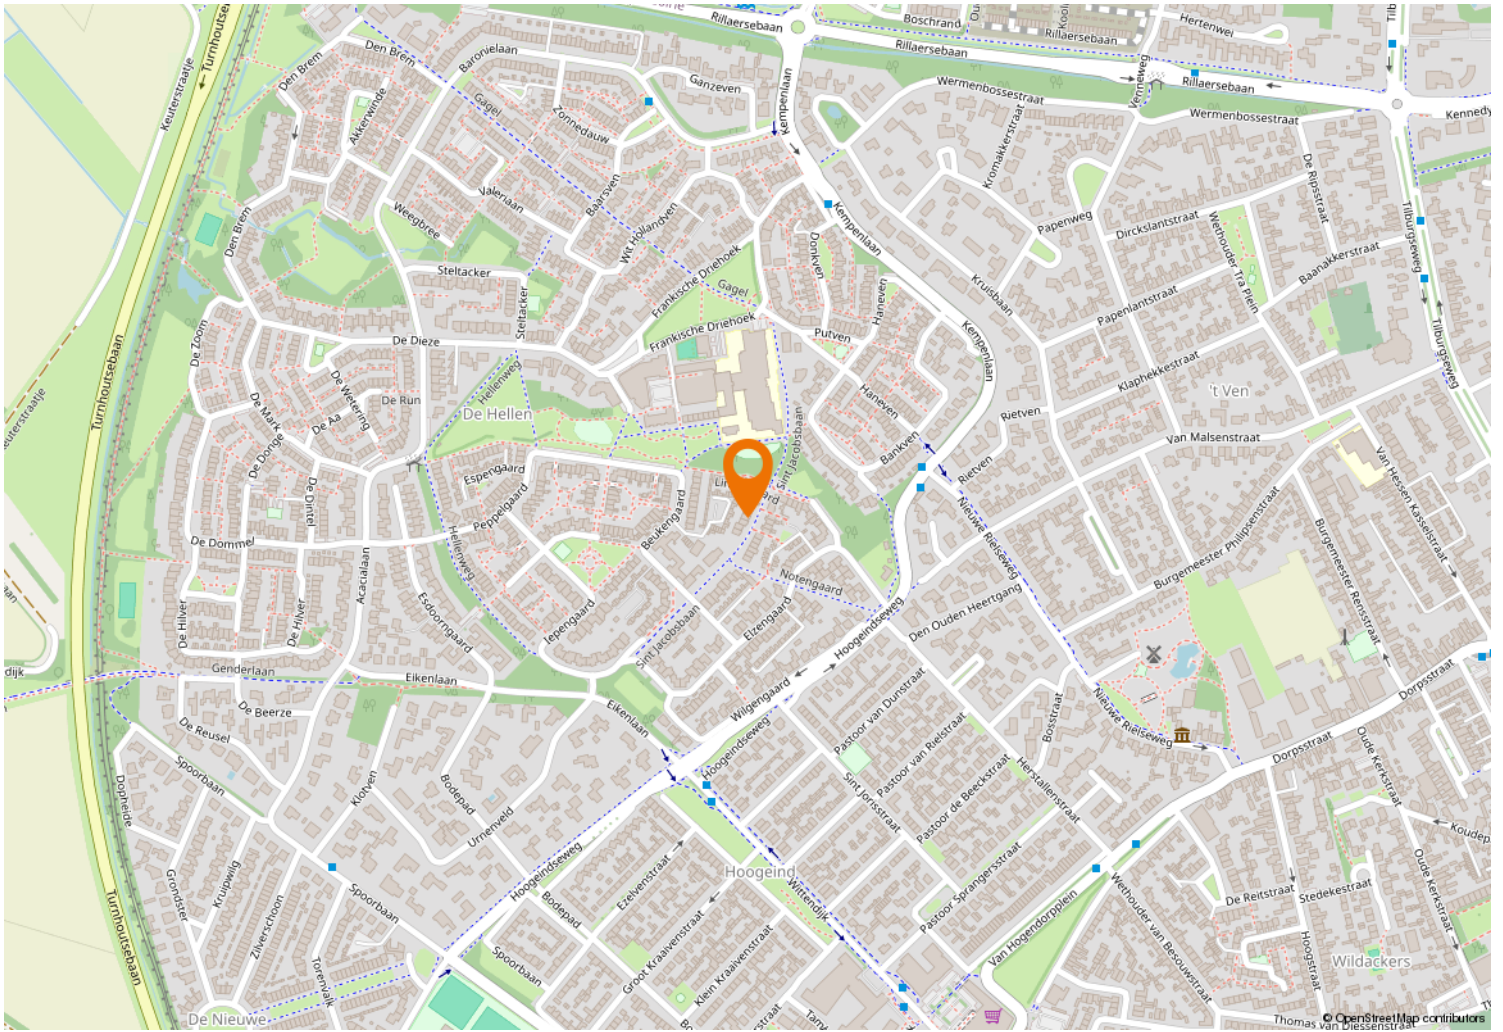 Rillaersebaan
Boschrand
Rillaersebaan
Hertenwei
Turnhoutsebaan
Keuterstraatje
Den Brem
Den Brem
Baronielaan
Ganzeven
Kempenlaan
Rillaersebaan
Venneweg
Rillaersebaan
Wermenbossestraat
Wermenbossestraat
Kennedy
Gagel
Zonnedauw
Akkerwinde
Kromakkerstraat
De Ripsstraat
Valeriaan
Baarsven
Weegbree
Wit Hollandven
Den Brem
Kempenlaan
Papenweg
Dirckslantstraat
Wethouder Tra Plein
Baanakkerstraat
Tilburgseweg
Donkven
Steltacker
Frankische Driehoek
Gagel
Haneven
Kruisbaan
Papenlantstraat
Steltacker
Frankische Driehoek
Putven
Kempenlaan
Tilburgseweg
De Zoom
De Dieze
Turnhoutsebaan
Hellenweg
De Wetering
De Run
De Mark
De Aa
De Hellen
Haneven
Klaphekkestraat
't Ven
Rietven
Sint Jacobsbaan
Bankven
Van Malsenstraat
De Donge
Espengaard
Rietven
Van Hessen Kasselstraat
De Dintel
Peppelgaard
Beukengaard
Nieuwe Rielseweg
Burgemeester Philipsenstraat
Burgemeester Rensstraat
De Dommel
Hellenweg
Acacialaan
Notengaard
De Hilver
De Hilver
Esdoorngaard
Iepengaard
Sint Jacobsbaan
Elzengaard
Hoogeindseweg
Den Ouden Heertgang
dijk
Genderlaan
Eikenlaan
Wilgengaard
Pastoor van Dunstraat
De Beerze
De Reusel
Eikenlaan
Hoogeindseweg
Pastoor van Rielstraat
Bosstraat
Nieuwe Rielseweg
Dorpsstraat
Dorpsstraat
Oude Kerkstraat
Spoorbaan
Dopheide
Klotven
Bodepad
Urnenveld
Sint Jorisstraat
Pastoor de Beeckstraat
Herstallenstraat
Koudep
Hoogeindseweg
Ezelvenstraat
Hoogeind
Pastoor Sprangersstraat
Oude Kerkstraat
Grondster
Kruipwilg
Zilverschoon
Spoorbaan
Bodepad
Wittendijk
De Reitstraat
Stedekestraat
Turnhoutsebaan
Torenvalk
Spoorbaan
Groot Kraaivenstraat
Klein Kraaivenstraat
Van Hogendorpplein
Wethouder van Besouwstraat
Hoogstraat
Wildackers
De Nieuwe
Thomas van Diessenstraat
© OpenStreetMap contributors